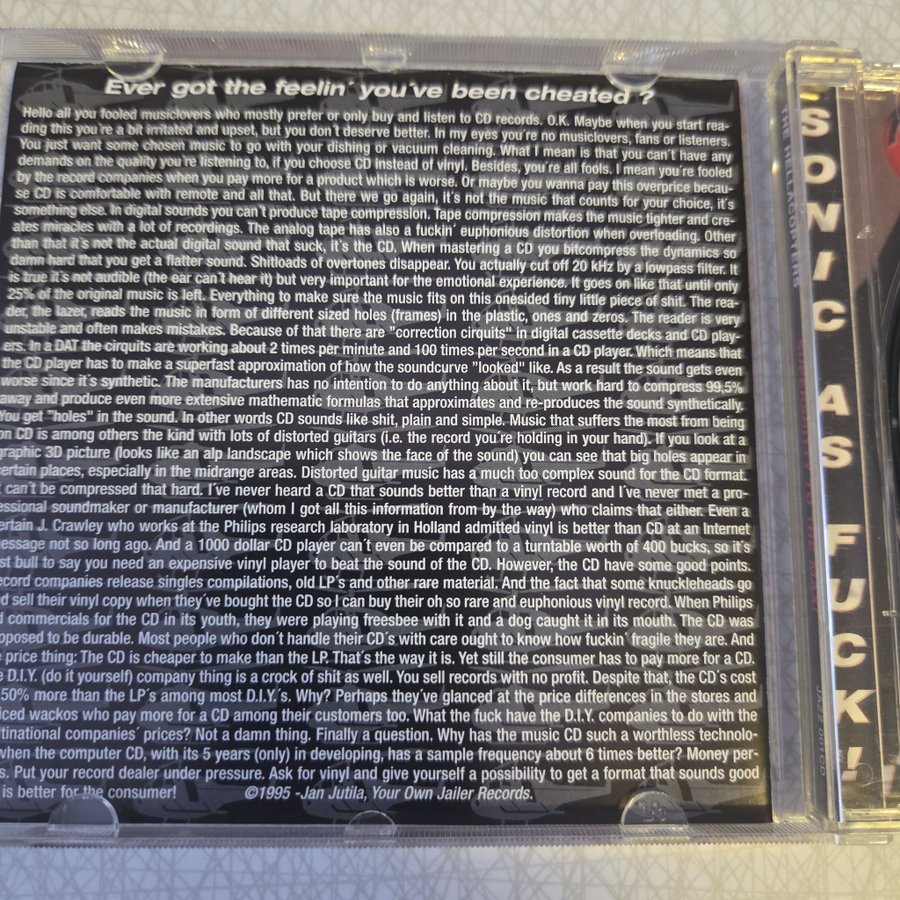 Ever got the feelin´ you´ve been cheated ?
Hello all you fooled musiclovers who mostly prefer or only buy and listen to CD records. O.K. Maybe when you start rea-
ding this you´re a bit irritated and upset, but you don´t deserve better. In my eyes you´re no musiclovers, fans or listeners.
You just want some chosen music to go with your dishing or vacuum cleaning. What I mean is that you can´t have any
demands on the quality you´re listening to, if you choose CD instead of vinyl. Besides, you´re all fools. I mean you´re fooled
by the record companies when you pay more for a product which is worse. Or maybe you wanna pay this overprice becau-
se CD is comfortable with remote and all that. But there we go again, it´s not the music that counts for your choice, it´s
something else. In digital sounds you can´t produce tape compression. Tape compression makes the music tighter and cre-
ates miracles with a lot of recordings. The analog tape has also a fuckin´ euphonious distortion when overloading. Other
than that it´s not the actual digital sound that suck, it´s the CD. When mastering a CD you bitcompress the dynamics so
damn hard that you get a flatter sound. Shitloads of overtones disappear. You actually cut off 20 kHz by a lowpass filter. It
is true it´s not audible (the ear can´t hear it) but very important for the emotional experience. It goes on like that until only
25% of the original music is left. Everything to make sure the music fits on this onesided tiny little piece of shit. The rea-
der, the lazer, reads the music in form of different sized holes (frames) in the plastic, ones and zeros. The reader is very
unstable and often makes mistakes. Because of that there are "correction cirquits" in digital cassette decks and CD play-
ers. In a DAT the cirquits are working about 2 times per minute and 100 times per second in a CD player. Which means that
the CD player has to make a superfast approximation of how the soundcurve "looked" like. As a result the sound gets even
worse since it´s synthetic. The manufacturers has no intention to do anything about it, but work hard to compress 99,5%
away and produce even more extensive mathematic formulas that approximates and re-produces the sound synthetically.
You get "holes" in the sound. In other words CD sounds like shit, plain and simple. Music that suffers the most from being
on CD is among others the kind with lots of distorted guitars (i.e. the record you´re holding in your hand). If you look at a
graphic 3D picture (looks like an alp landscape which shows the face of the sound) you can see that big holes appear in
ertain places, especially in the midrange areas. Distorted guitar music has a much too complex sound for the CD format.
t can´t be compressed that hard. I´ve never heard a CD that sounds better than a vinyl record and I´ve never met a pro-
essional soundmaker or manufacturer (whom I got all this information from by the way) who claims that either. Even a
ertain J. Crawley who works at the Philips research laboratory in Holland admitted vinyl is better than CD at an Internet
essage not so long ago. And a 1000 dollar CD player can´t even be compared to a turntable worth of 400 bucks, so it´s
st bull to say you need an expensive vinyl player to beat the sound of the CD. However, the CD have some good points.
ecord companies release singles compilations, old LP´s and other rare material. And the fact that some knuckleheads go
d sell their vinyl copy when they´ve bought the CD so I can buy their oh so rare and euphonious vinyl record. When Philips
d commercials for the CD in its youth, they were playing freesbee with it and a dog caught it in its mouth. The CD was
pposed to be durable. Most people who don´t handle their CD´s with care ought to know how fuckin´ fragile they are. And
e price thing: The CD is cheaper to make than the LP. That´s the way it is. Yet still the consumer has to pay more for a CD.
e D.I.Y. (do it yourself) company thing is a crock of shit as well. You sell records with no profit. Despite that, the CD´s cost
50% more than the LP´s among most D.I.Y.´s. Why? Perhaps they´ve glanced at the price differences in the stores and
iced wackos who pay more for a CD among their customers too. What the fuck have the D.I.Y. companies to do with the
tinational companies´ prices? Not a damn thing. Finally a question. Why has the music CD such a worthless technolo-
when the computer CD, with its 5 years (only) in developing, has a sample frequency about 6 times better? Money per-
s. Put your record dealer under pressure. Ask for vinyl and give yourself a possibility to get a format that sounds good
is better for the consumer! ©1995 -Jan Jutila, Your Own Jailer Records.
THE HELLACOPTERS
SONIC AS FUCK!